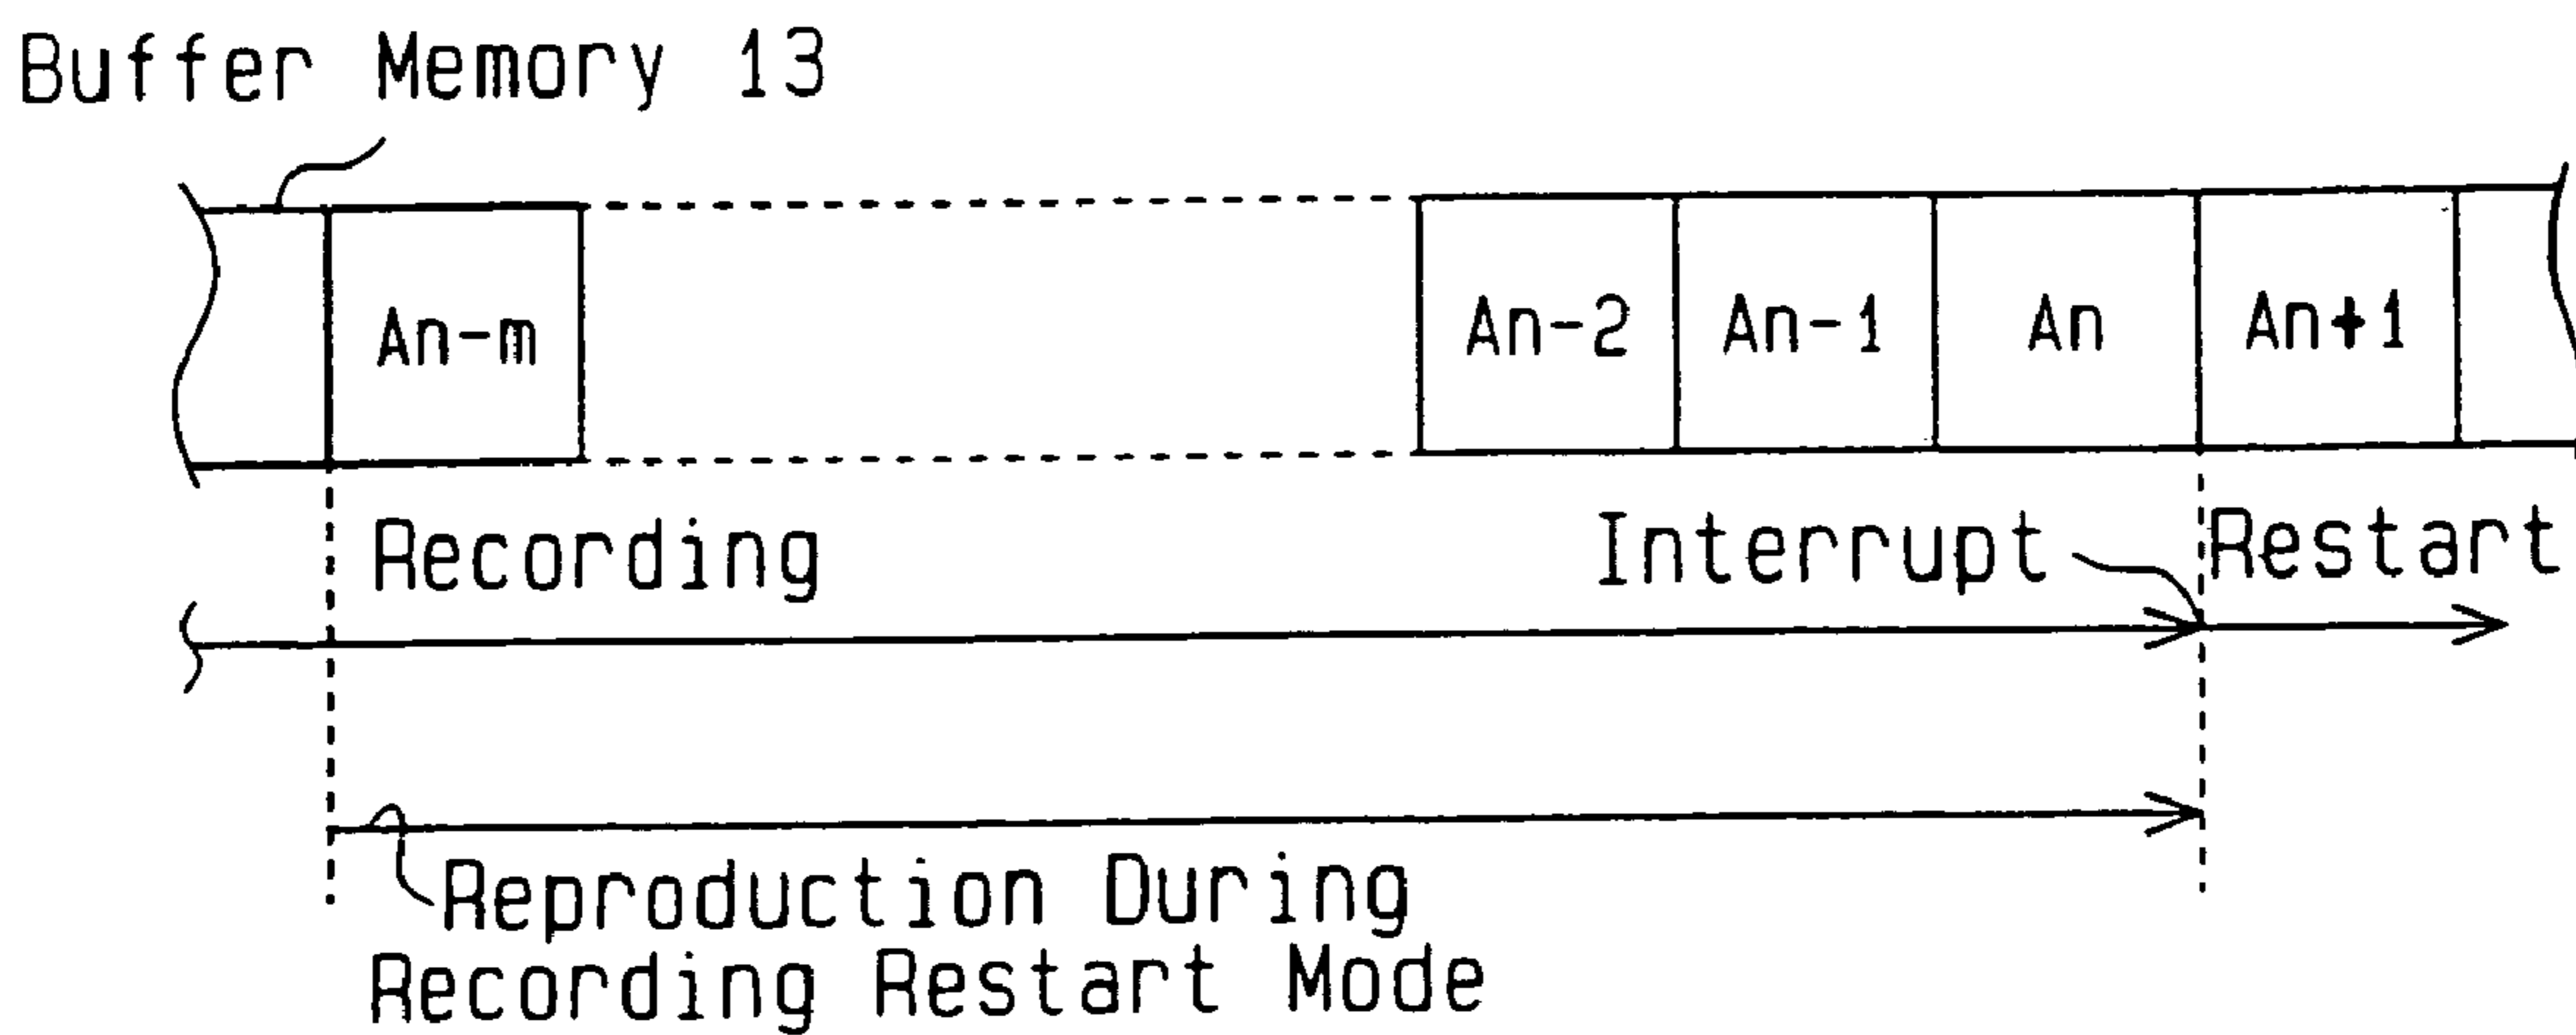 Buffer Memory 13
An-m
An-2 An-1 An An+1
Recording
Interrupt
Restart
Reproduction During
Recording Restart Mode